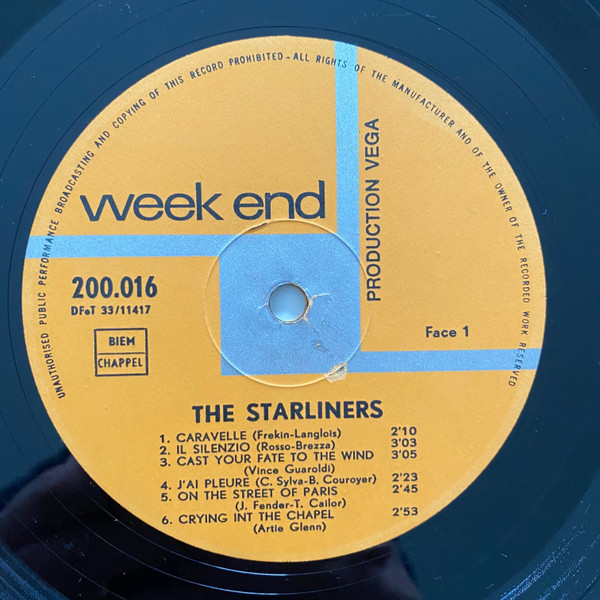 UNAUTHORISED PUBLIC PERFORMANCE BROADCASTING AND COPYING OF THIS RECORD PROHIBITED - ALL RIGHTS OF THE MANUFACTURER AND OF THE OWNER OF THE RECORDED WORK RESERVED
week end
PRODUCTION VEGA
200.016
DFeT 33/11417
BIEM
CHAPPEL
Face 1
THE STARLINERS
1. CARAVELLE (Frekin-Langlois) 2'10
2. IL SILENZIO (Rosso-Brezza) 3'03
3. CAST YOUR FATE TO THE WIND 3'05
(Vince Guaroldi)
4. J'AI PLEURÉ (C. Sylva-B. Couroyer) 2'23
5. ON THE STREET OF PARIS 2'45
(J. Fender-T. Cailor)
6. CRYING INT THE CHAPEL 2'53
(Artie Glenn)